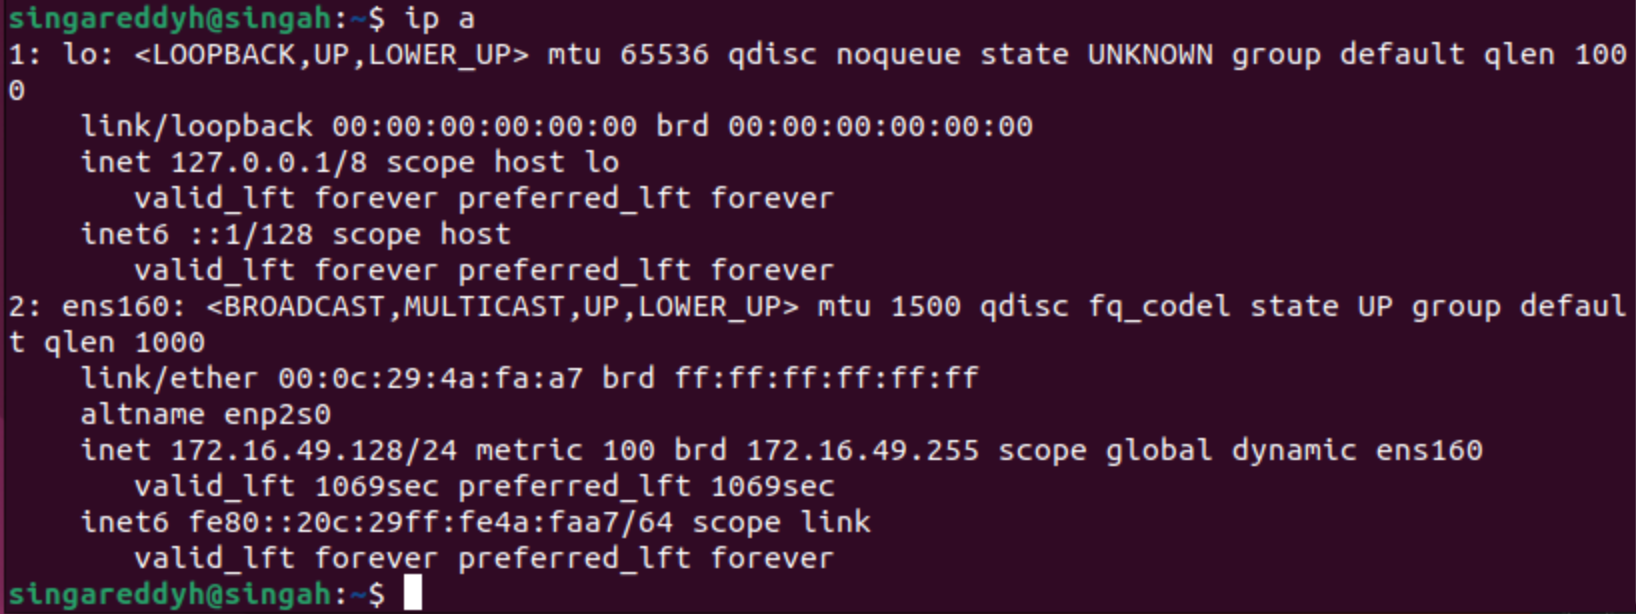 singareddyh@singah:~$ ip a
1: lo: <LOOPBACK,UP,LOWER_UP> mtu 65536 qdisc noqueue state UNKNOWN group default qlen 100
0
    link/loopback 00:00:00:00:00:00 brd 00:00:00:00:00:00
    inet 127.0.0.1/8 scope host lo
       valid_lft forever preferred_lft forever
    inet6 ::1/128 scope host
       valid_lft forever preferred_lft forever
2: ens160: <BROADCAST,MULTICAST,UP,LOWER_UP> mtu 1500 qdisc fq_codel state UP group defaul
t qlen 1000
    link/ether 00:0c:29:4a:fa:a7 brd ff:ff:ff:ff:ff:ff
    altname enp2s0
    inet 172.16.49.128/24 metric 100 brd 172.16.49.255 scope global dynamic ens160
       valid_lft 1069sec preferred_lft 1069sec
    inet6 fe80::20c:29ff:fe4a:faa7/64 scope link
       valid_lft forever preferred_lft forever
singareddyh@singah:~$